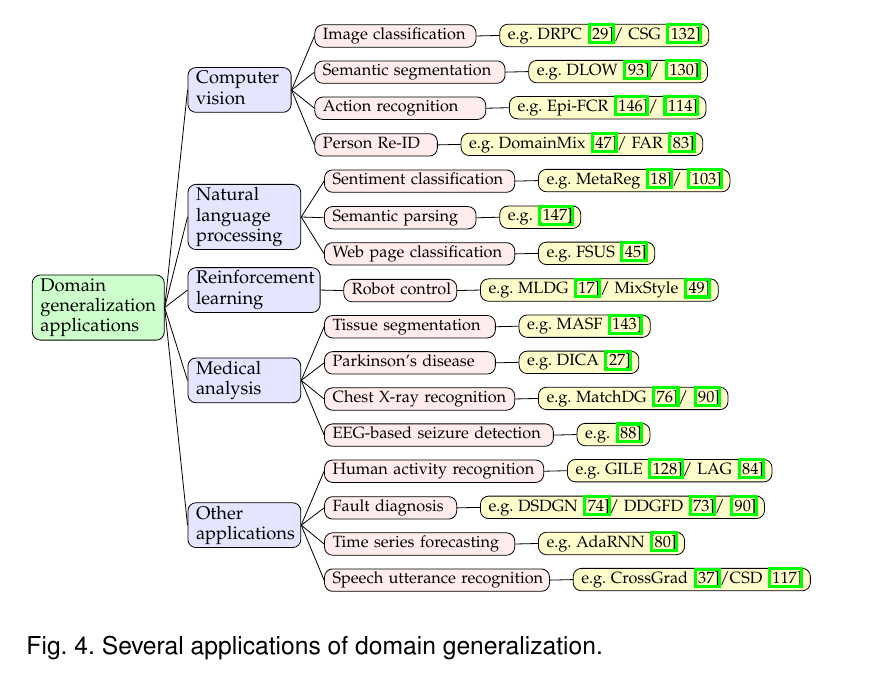 Image classification
e.g. DRPC [29]/ CSG [132]
Semantic segmentation
e.g. DLOW [93]/ [130]
Computer
vision
Action recognition
e.g. Epi-FCR [146]/ [114]
Person Re-ID
e.g. DomainMix [47]/ FAR [83]
Sentiment classification
e.g. MetaReg [18]/ [103]
Natural
language
processing
Semantic parsing
e.g. [147]
Web page classification
e.g. FSUS [45]
Reinforcement
learning
Robot control
e.g. MLDG [17]/ MixStyle [49]
Domain
generalization
applications
Tissue segmentation
e.g. MASF [143]
Parkinson's disease
e.g. DICA [27]
Medical
analysis
Chest X-ray recognition
e.g. MatchDG [76]/ [90]
EEG-based seizure detection
e.g. [88]
Human activity recognition
e.g. GILE [128]/ LAG [84]
Fault diagnosis
e.g. DSDGN [74]/ DDGFD [73]/ [90]
Other
applications
Time series forecasting
e.g. AdaRNN [80]
Speech utterance recognition
e.g. CrossGrad [37]/CSD [117]
Fig. 4. Several applications of domain generalization.